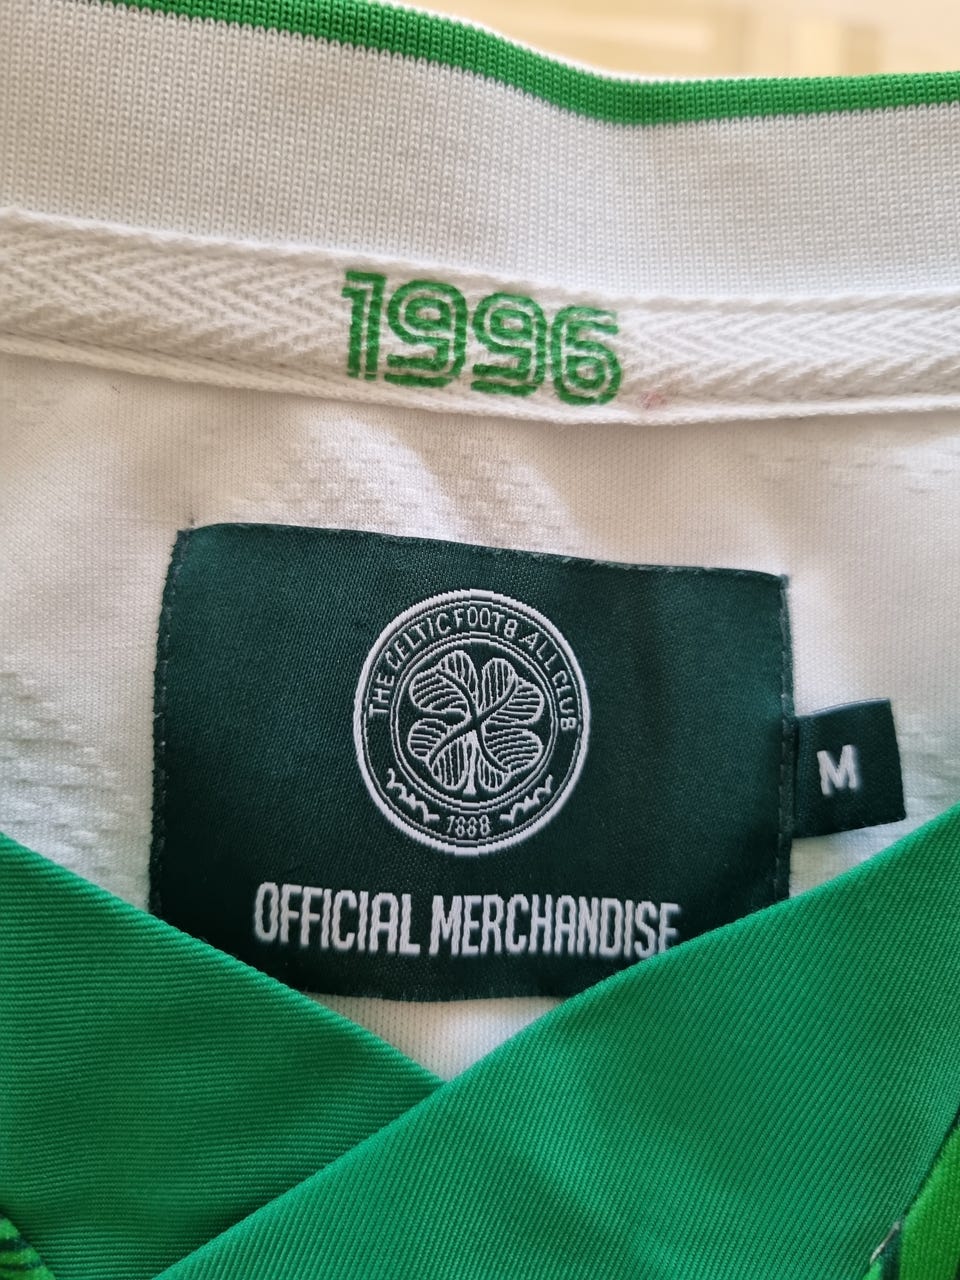 1996
THE CELTIC FOOTBALL CLUB
1888
M
OFFICIAL MERCHANDISE